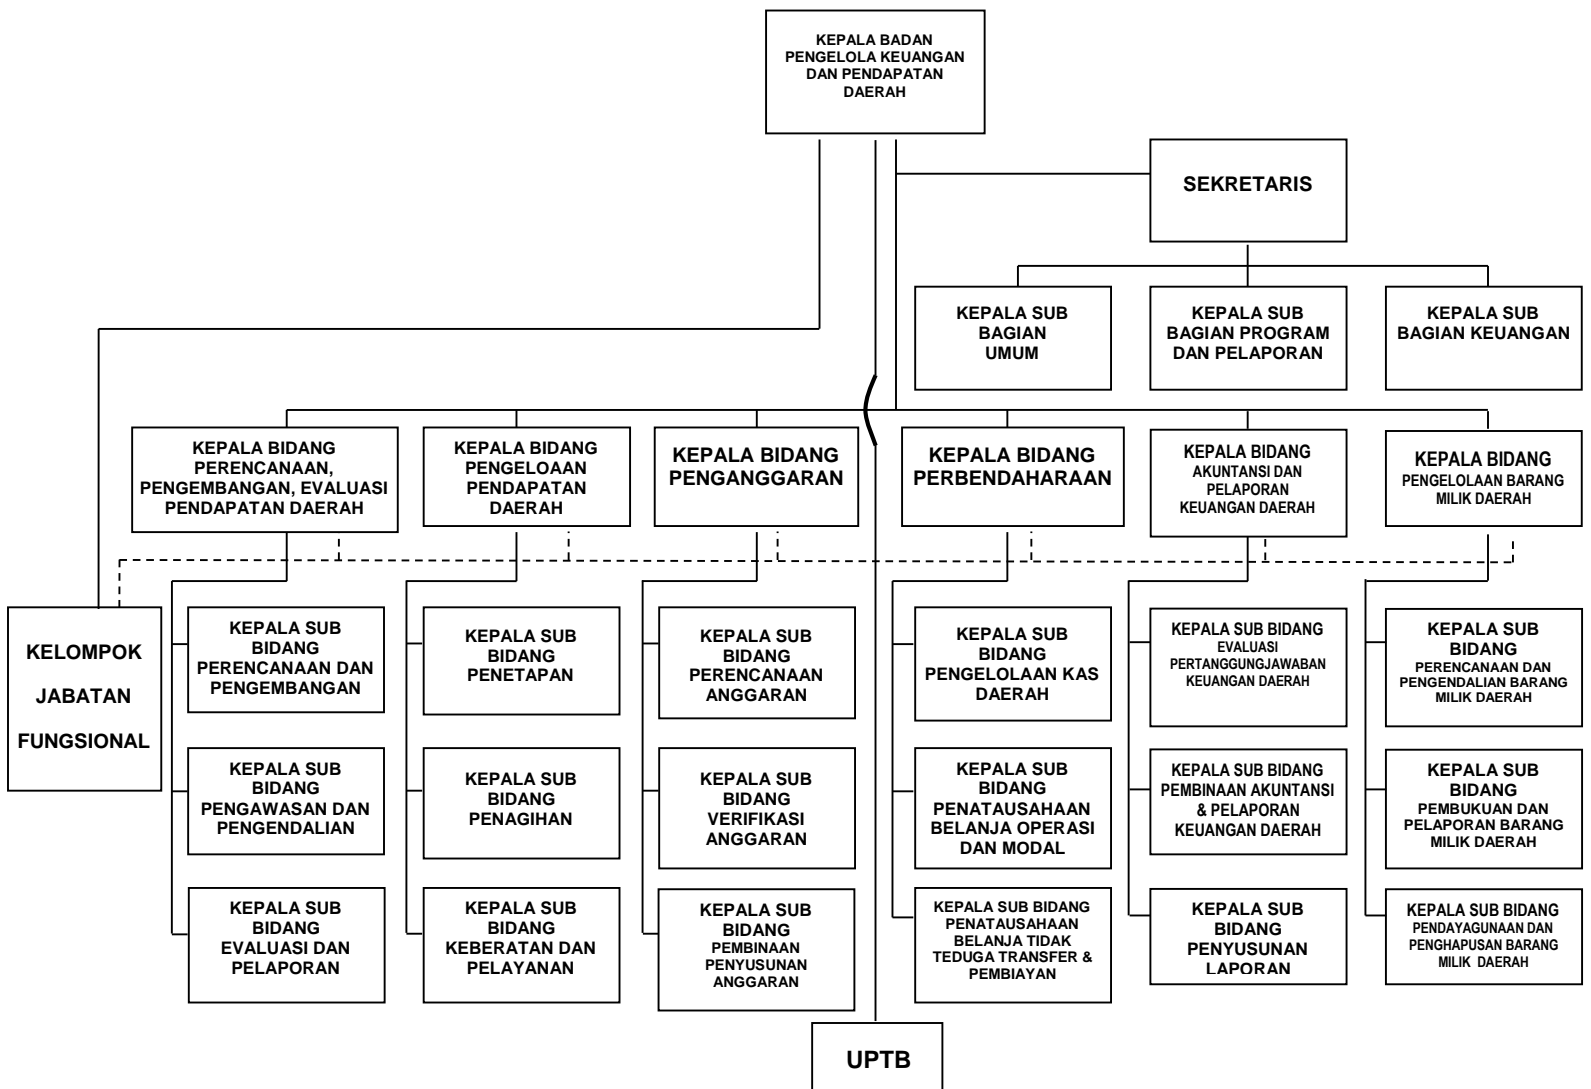 KEPALA BADAN
PENGELOLA KEUANGAN
DAN PENDAPATAN
DAERAH
SEKRETARIS
KEPALA SUB
BAGIAN
UMUM
KEPALA SUB
BAGIAN PROGRAM
DAN PELAPORAN
KEPALA SUB
BAGIAN KEUANGAN
KEPALA BIDANG
PERENCANAAN,
PENGEMBANGAN, EVALUASI
PENDAPATAN DAERAH
KEPALA BIDANG
PENGELOAAN
PENDAPATAN
DAERAH
KEPALA BIDANG
PENGANGGARAN
KEPALA BIDANG
PERBENDAHARAAN
KEPALA BIDANG
AKUNTANSI DAN
PELAPORAN
KEUANGAN DAERAH
KEPALA BIDANG
PENGELOLAAN BARANG
MILIK DAERAH
KELOMPOK
JABATAN
FUNGSIONAL
KEPALA SUB
BIDANG
PERENCANAAN DAN
PENGEMBANGAN
KEPALA SUB
BIDANG
PENETAPAN
KEPALA SUB
BIDANG
PERENCANAAN
ANGGARAN
KEPALA SUB
BIDANG
PENGELOLAAN KAS
DAERAH
KEPALA SUB BIDANG
EVALUASI
PERTANGGUNGJAWABAN
KEUANGAN DAERAH
KEPALA SUB
BIDANG
PERENCANAAN DAN
PENGENDALIAN BARANG
MILIK DAERAH
KEPALA SUB
BIDANG
PENGAWASAN DAN
PENGENDALIAN
KEPALA SUB
BIDANG
PENAGIHAN
KEPALA SUB
BIDANG
VERIFIKASI
ANGGARAN
KEPALA SUB
BIDANG
PENATAUSAHAAN
BELANJA OPERASI
DAN MODAL
KEPALA SUB BIDANG
PEMBINAAN AKUNTANSI
& PELAPORAN
KEUANGAN DAERAH
KEPALA SUB
BIDANG
PEMBUKUAN DAN
PELAPORAN BARANG
MILIK DAERAH
KEPALA SUB
BIDANG
EVALUASI DAN
PELAPORAN
KEPALA SUB
BIDANG
KEBERATAN DAN
PELAYANAN
KEPALA SUB
BIDANG
PEMBINAAN
PENYUSUNAN
ANGGARAN
KEPALA SUB BIDANG
PENATAUSAHAAN
BELANJA TIDAK
TEDUGA TRANSFER &
PEMBIAYAN
KEPALA SUB
BIDANG
PENYUSUNAN
LAPORAN
KEPALA SUB BIDANG
PENDAYAGUNAAN DAN
PENGHAPUSAN BARANG
MILIK DAERAH
UPTB